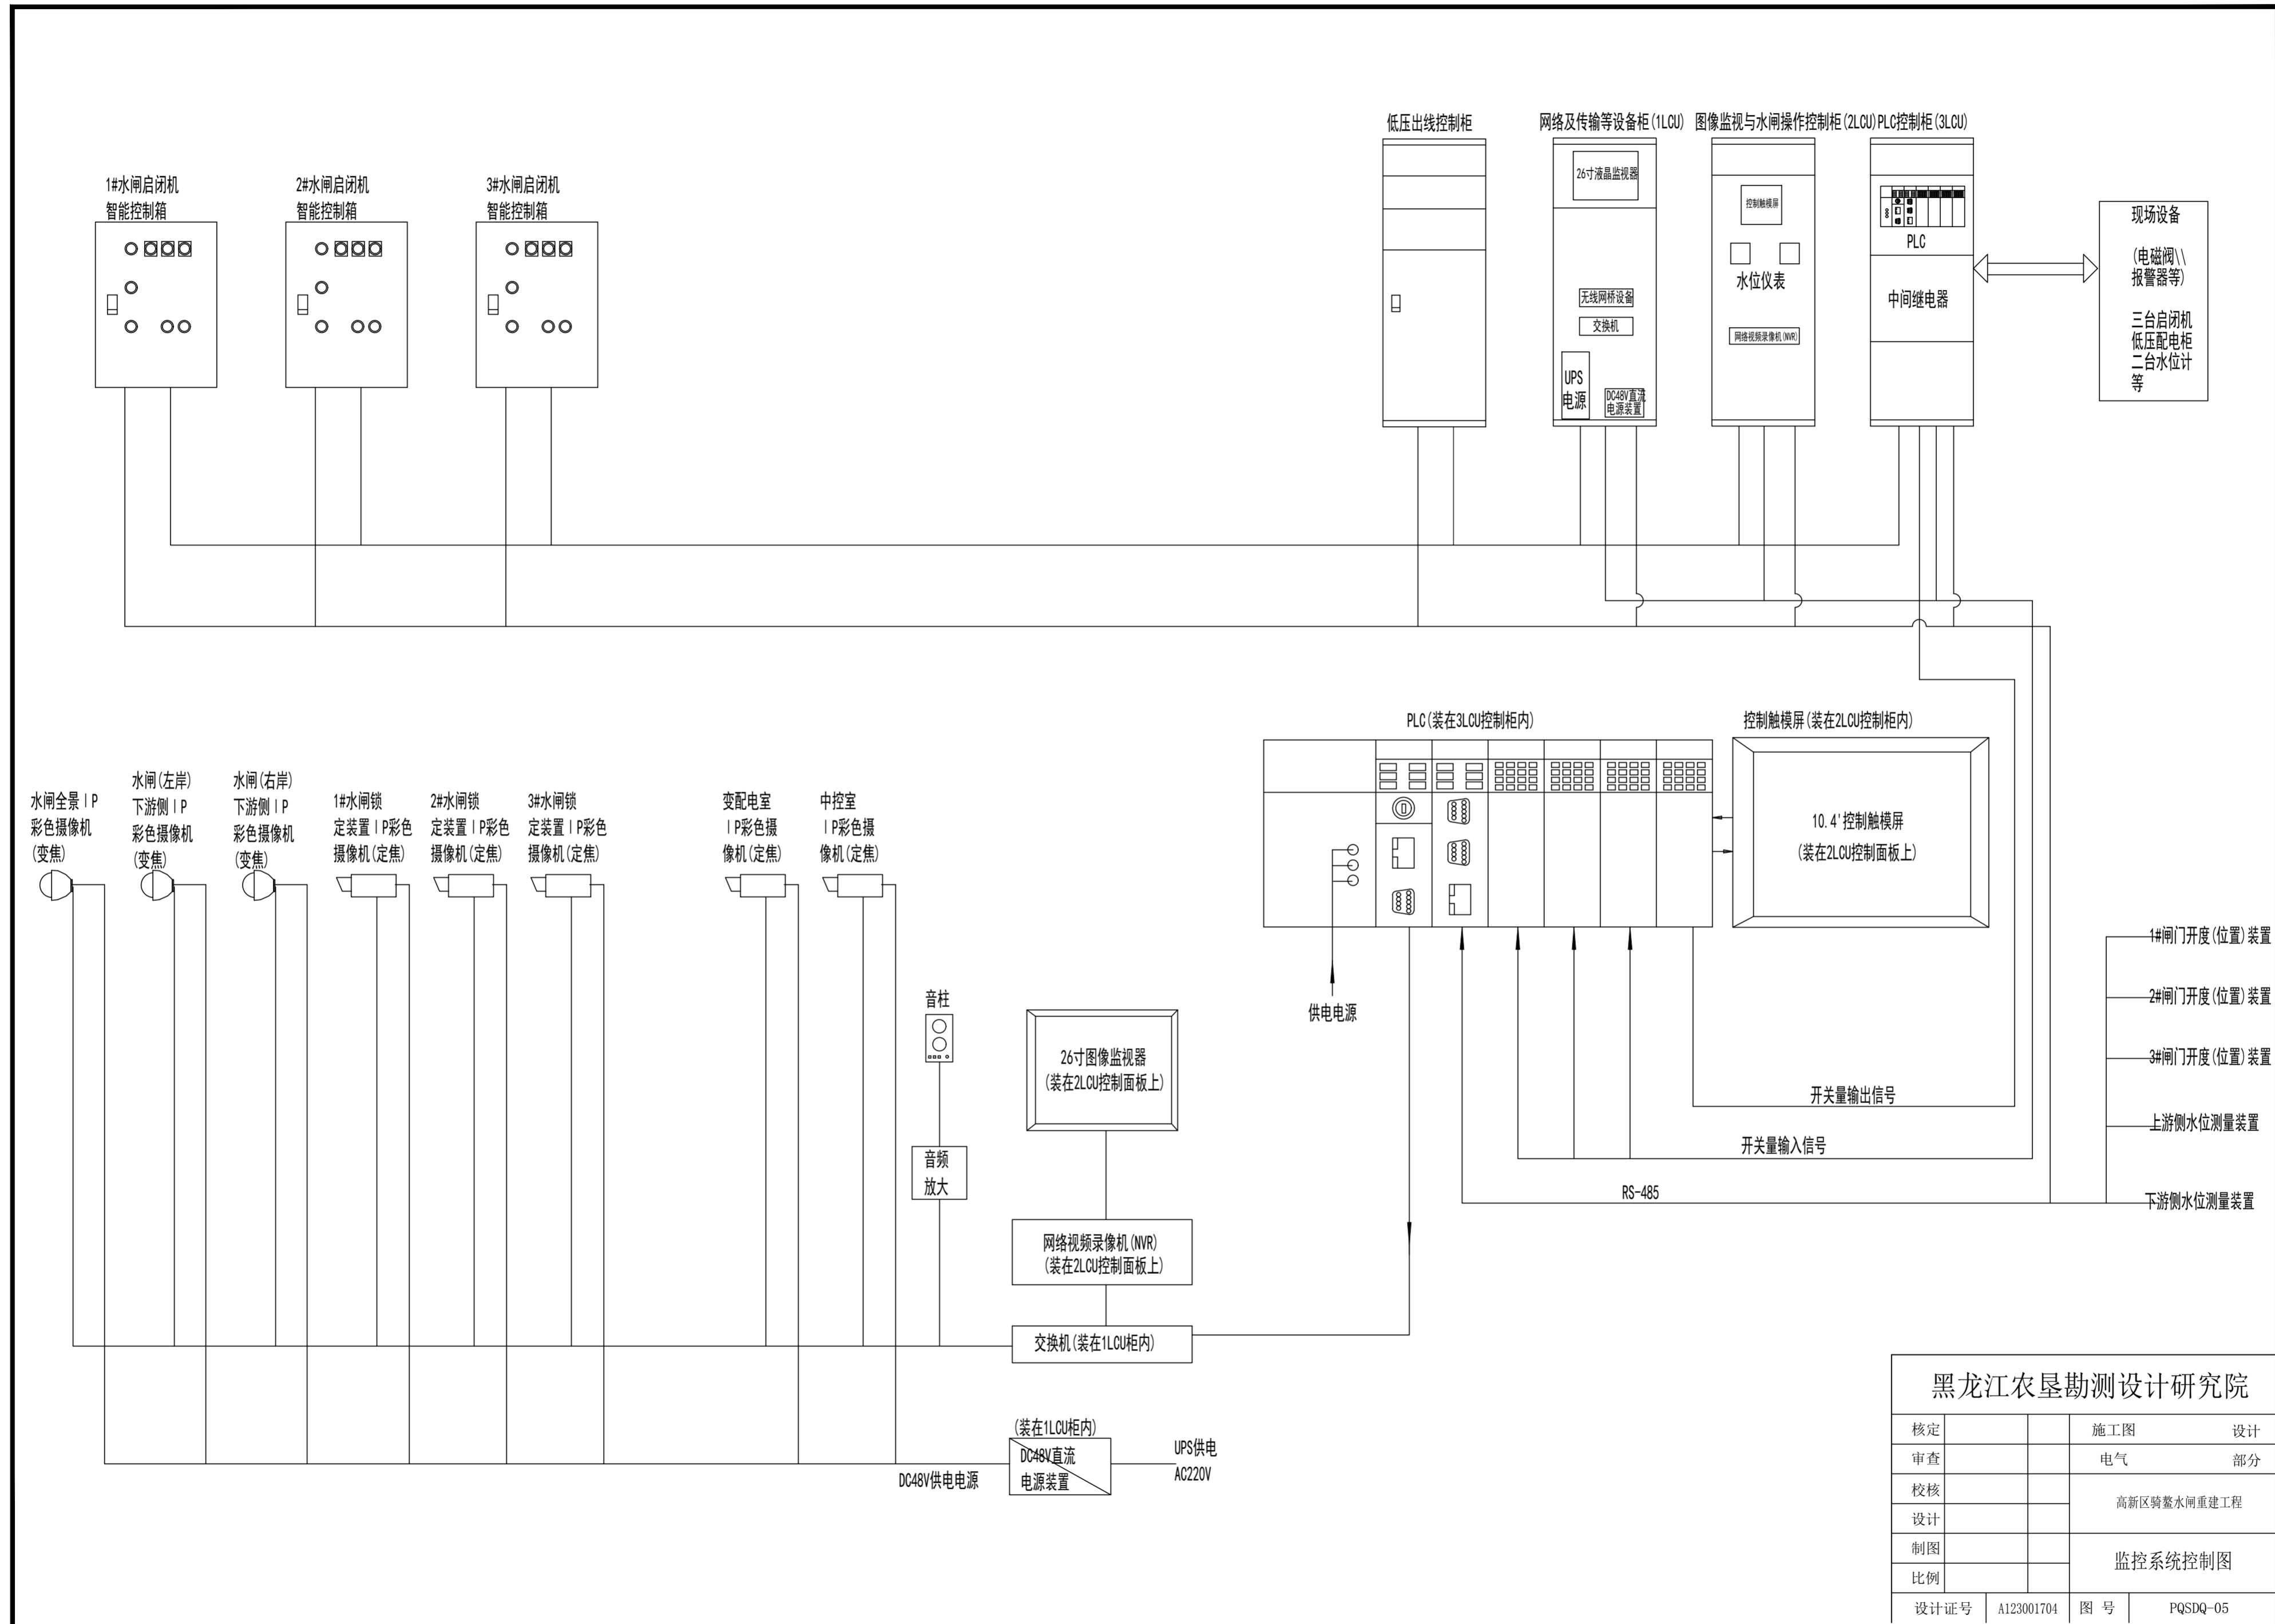 低压出线控制柜
网络及传输等设备柜(1LCU)
图像监视与水闸操作控制柜(2LCU)
PLC控制柜(3LCU)
1#水闸启闭机
智能控制箱
2#水闸启闭机
智能控制箱
3#水闸启闭机
智能控制箱
26寸液晶监视器
无线网桥设备
交换机
UPS
电源
DC48V直流
电源装置
控制触模屏
水位仪表
网络视频录像机(NVR)
PLC
中间继电器
现场设备
(电磁阀\\
报警器等)
三台启闭机
低压配电柜
二台水位计
等
PLC(装在3LCU控制柜内)
控制触模屏(装在2LCU控制柜内)
10.4'控制触模屏
(装在2LCU控制面板上)
供电电源
水闸全景IP
彩色摄像机
(变焦)
水闸(左岸)
下游侧IP
彩色摄像机
(变焦)
水闸(右岸)
下游侧IP
彩色摄像机
(变焦)
1#水闸锁
定装置IP彩色
摄像机(定焦)
2#水闸锁
定装置IP彩色
摄像机(定焦)
3#水闸锁
定装置IP彩色
摄像机(定焦)
变配电室
IP彩色摄
像机(定焦)
中控室
IP彩色摄
像机(定焦)
音柱
音频
放大
26寸图像监视器
(装在2LCU控制面板上)
网络视频录像机(NVR)
(装在2LCU控制面板上)
交换机(装在1LCU柜内)
(装在1LCU柜内)
DC48V直流
电源装置
DC48V供电电源
UPS供电
AC220V
开关量输出信号
开关量输入信号
RS-485
1#闸门开度(位置)装置
2#闸门开度(位置)装置
3#闸门开度(位置)装置
上游侧水位测量装置
下游侧水位测量装置
黑龙江农垦勘测设计研究院
核定 施工图 设计
审查 电气 部分
校核
高新区骑鳌水闸重建工程
设计
制图
监控系统控制图
比例
设计证号 A123001704 图 号 PQSDQ-05